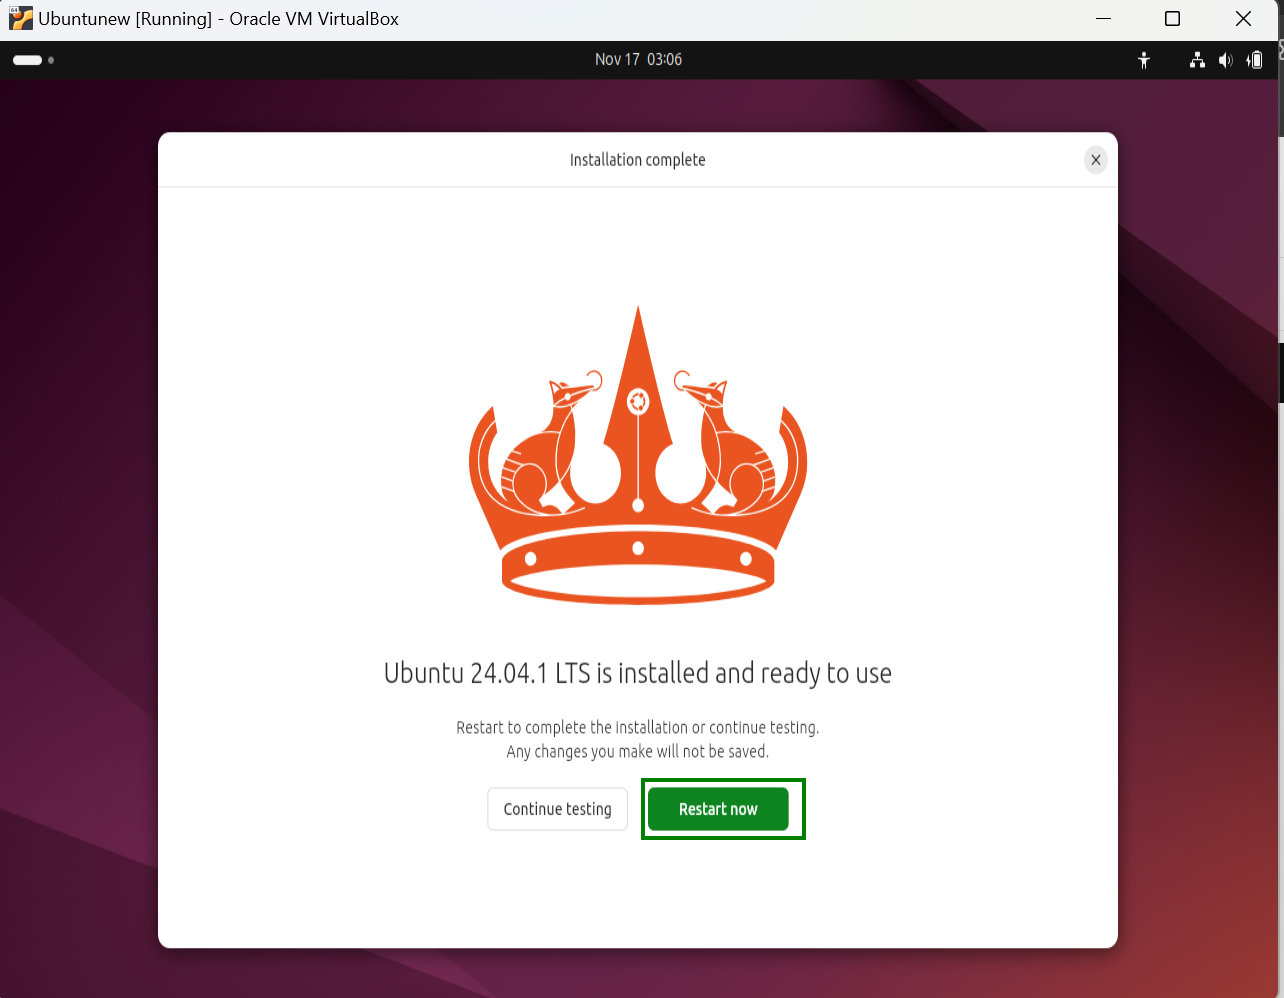 Ubuntunew [Running] - Oracle VM VirtualBox
Nov 17 03:06
Installation complete
Ubuntu 24.04.1 LTS is installed and ready to use
Restart to complete the installation or continue testing.
Any changes you make will not be saved.
Continue testing
Restart now